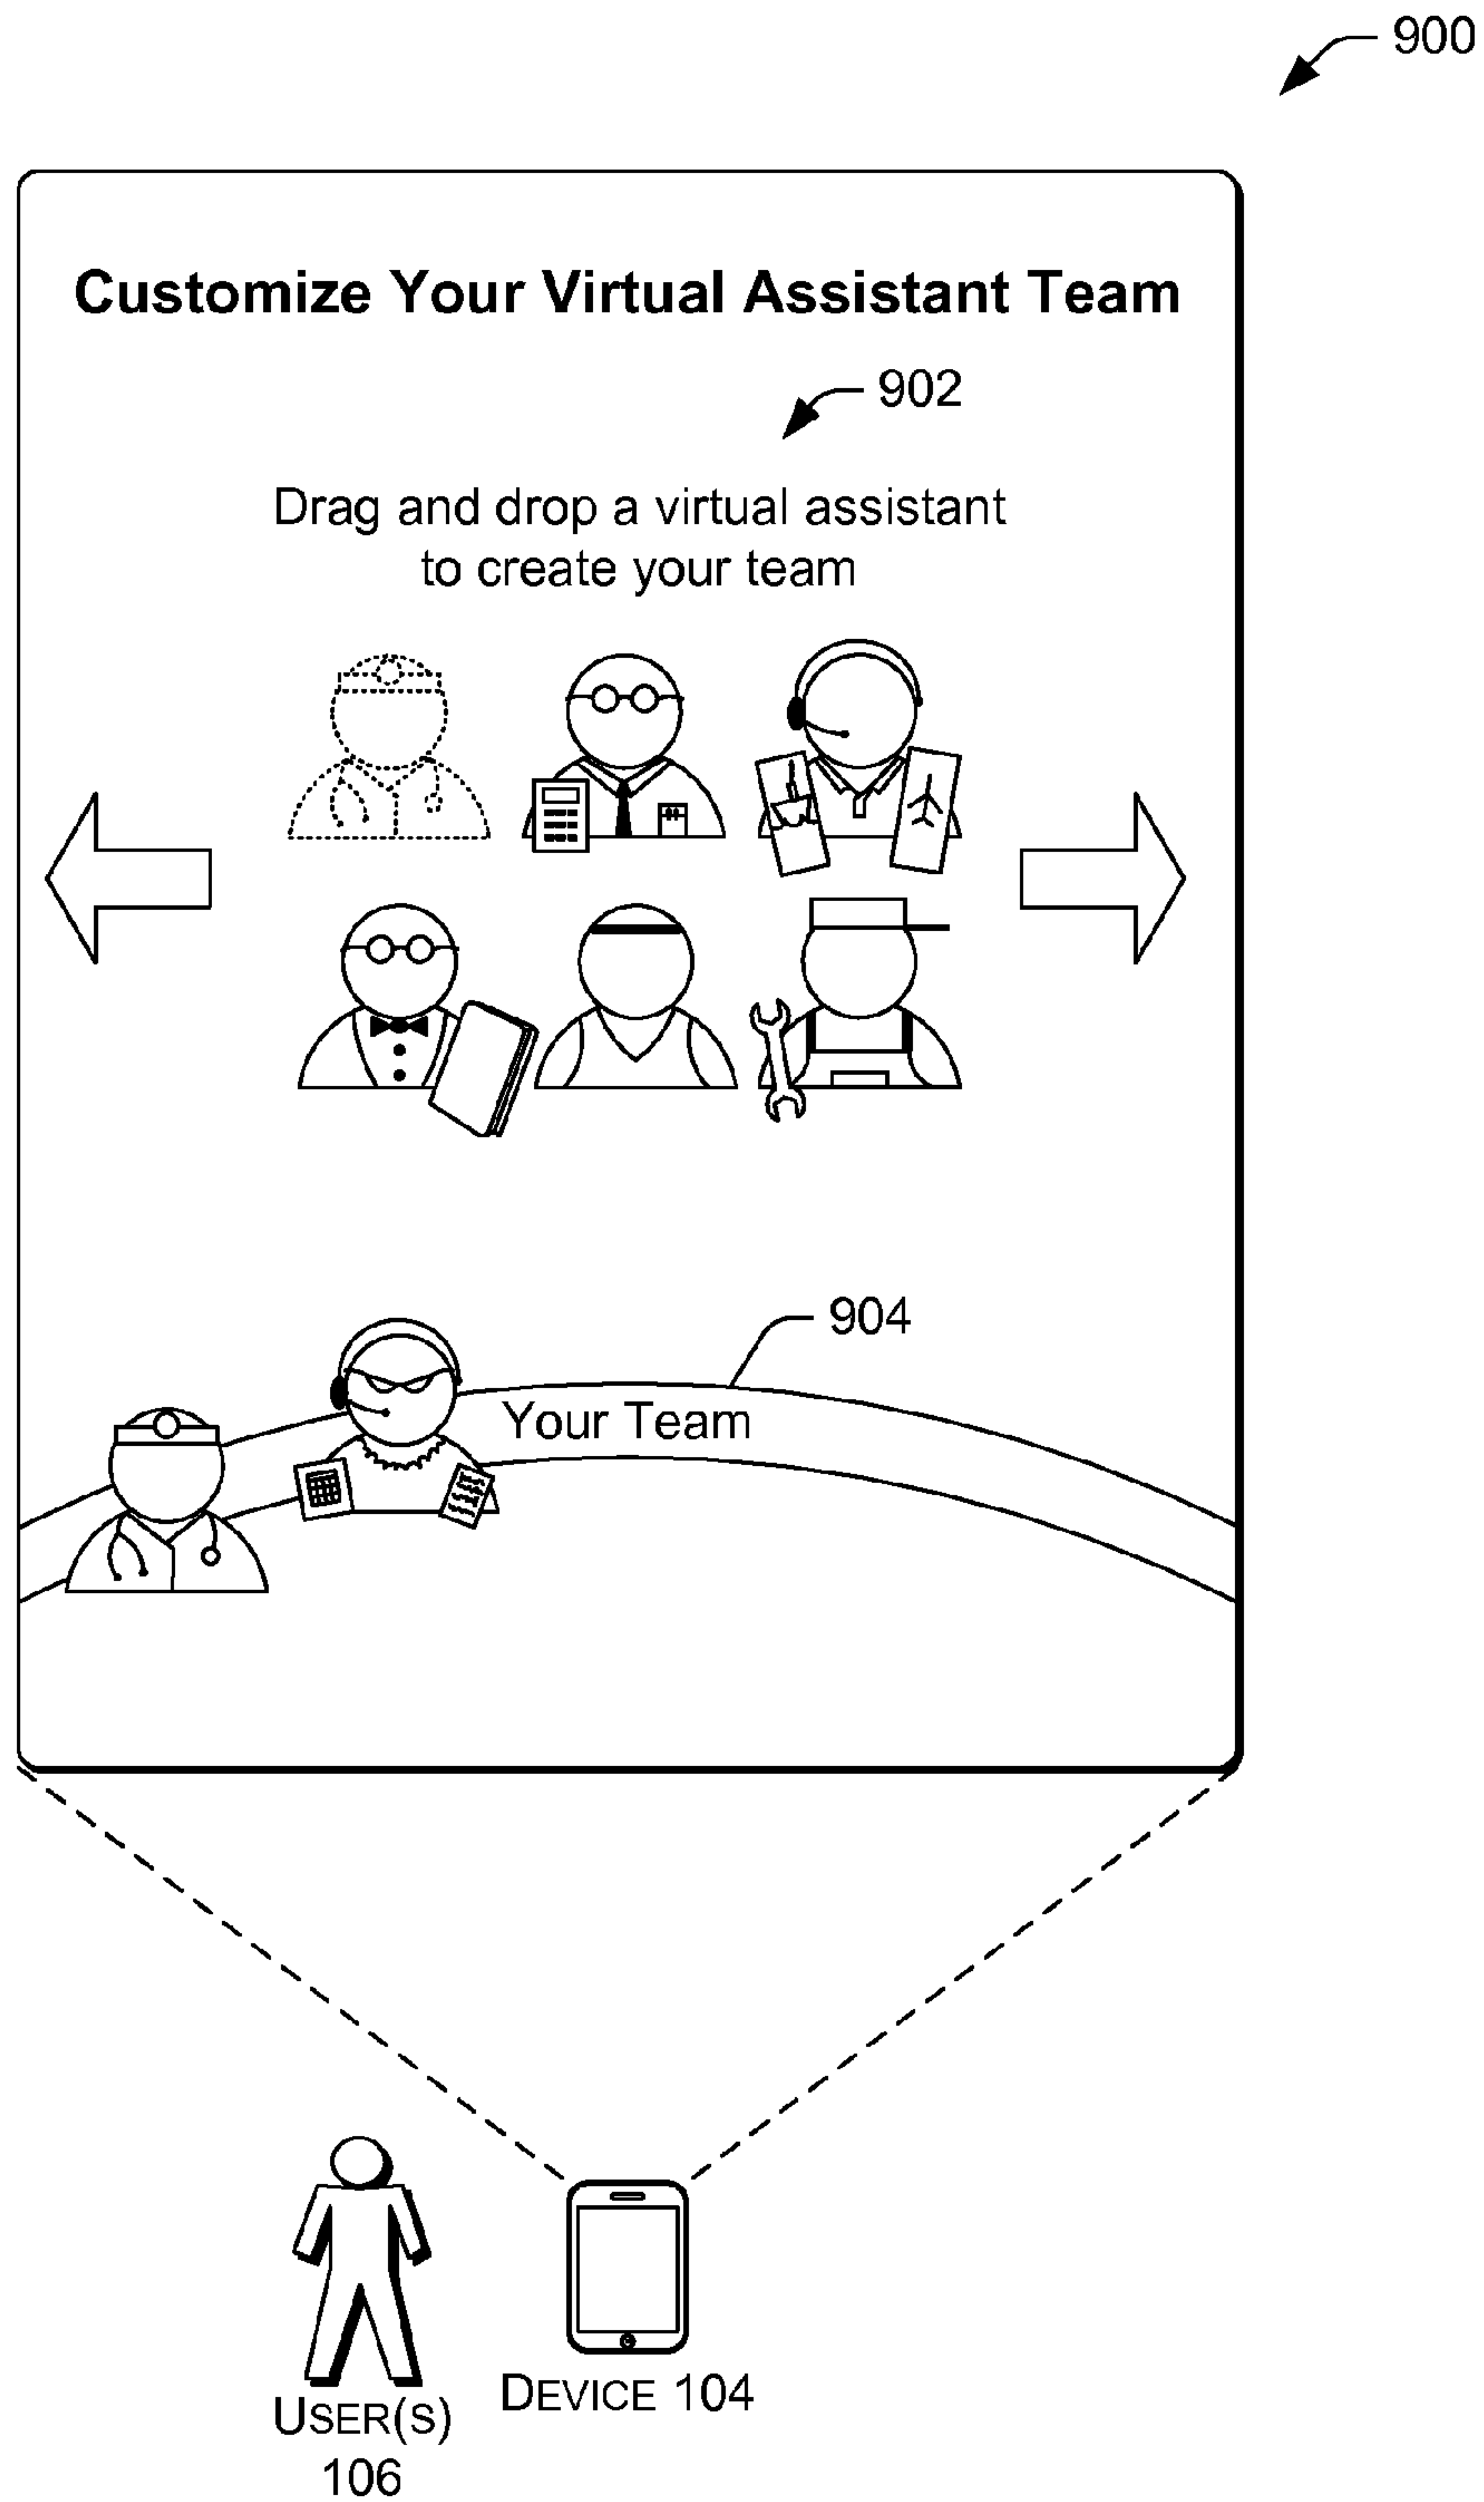 900
Customize Your Virtual Assistant Team
902
Drag and drop a virtual assistant
to create your team
904
Your Team
DEVICE 104
USER(S)
106